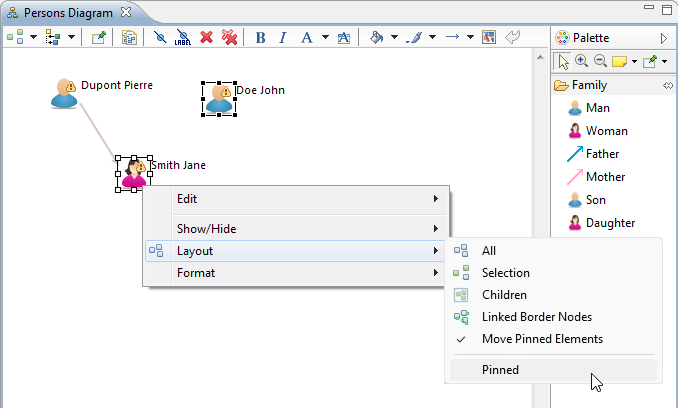 Persons Diagram
LABEL
B I A
Palette
Family
Man
Woman
Father
Mother
Son
Daughter
Dupont Pierre
Doe John
Smith Jane
Edit
Show/Hide
Layout
Format
All
Selection
Children
Linked Border Nodes
Move Pinned Elements
Pinned